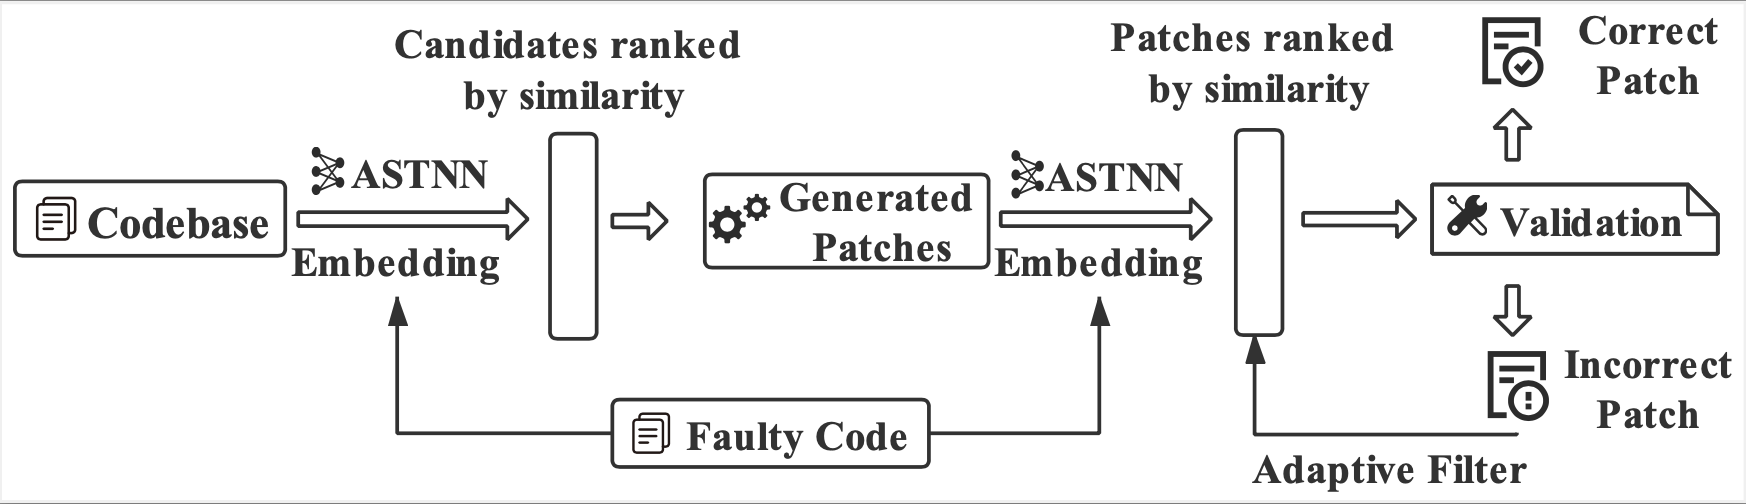 Candidates ranked
by similarity
Patches ranked
by similarity
Correct
Patch
ASTNN
ASTNN
Codebase
Generated
Patches
Validation
Embedding
Embedding
Incorrect
Patch
Faulty Code
Adaptive Filter